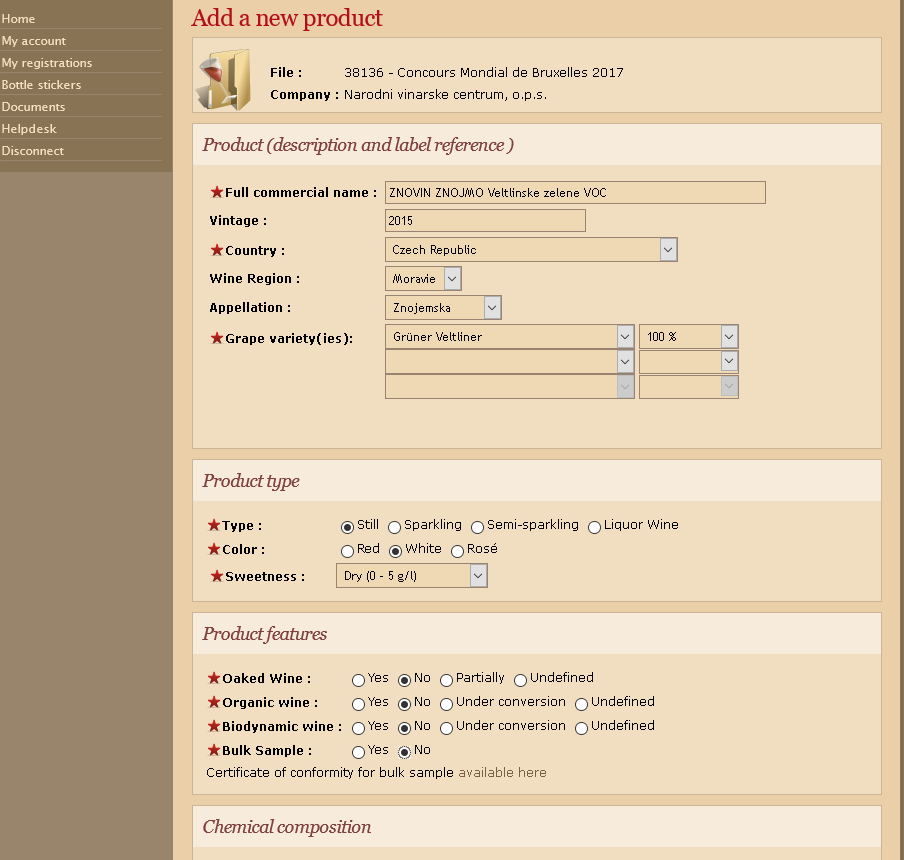 Home
My account
My registrations
Bottle stickers
Documents
Helpdesk
Disconnect
Add a new product
File : 38136 - Concours Mondial de Bruxelles 2017
Company : Narodni vinarske centrum, o.p.s.
Product (description and label reference )
★Full commercial name : ZNOVIN ZNOJMO Veltlinske zelene VOC
Vintage : 2015
★Country : Czech Republic
Wine Region : Moravie
Appellation : Znojemska
★Grape variety(ies): Grüner Veltliner 100 %
Product type
★Type : Still Sparkling Semi-sparkling Liquor Wine
★Color : Red White Rosé
★Sweetness : Dry (0 - 5 g/l)
Product features
★Oaked Wine : Yes No Partially Undefined
★Organic wine : Yes No Under conversion Undefined
★Biodynamic wine : Yes No Under conversion Undefined
★Bulk Sample : Yes No
Certificate of conformity for bulk sample available here
Chemical composition